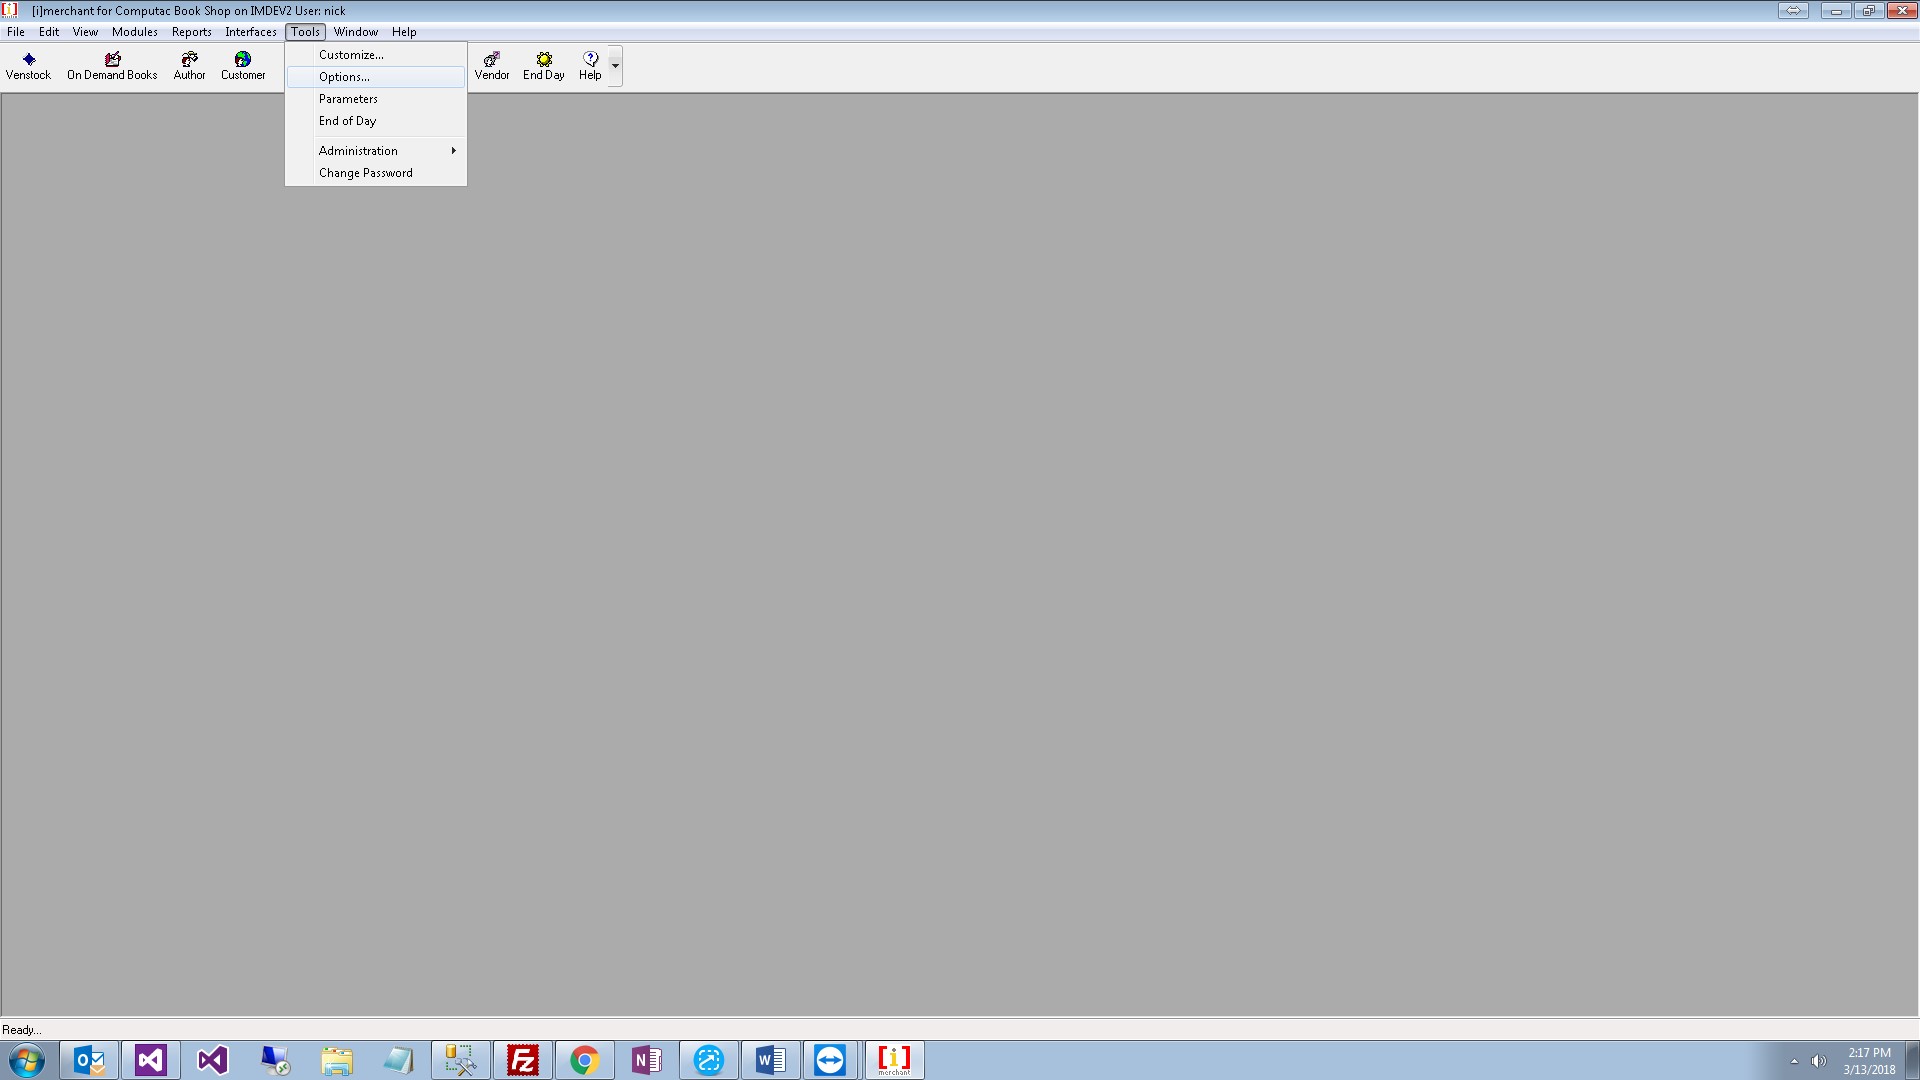 [i]merchant for Computac Book Shop on IMDEV2 User: nick
File Edit View Modules Reports Interfaces Tools Window Help
Venstock On Demand Books Author Customer Vendor End Day Help
Customize...
Options...
Parameters
End of Day
Administration
Change Password
Ready...
[i]
merchant
2:17 PM
3/13/2018